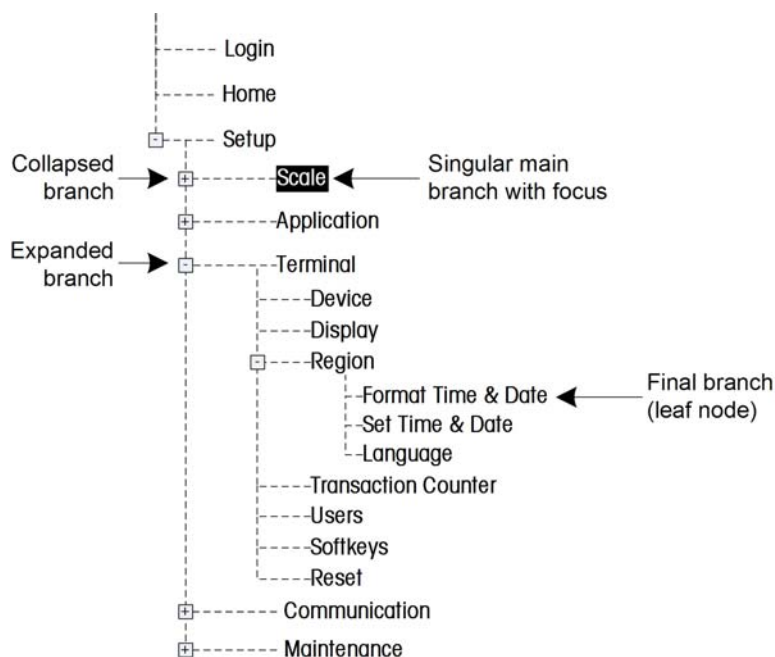 Login
Home
Setup
Collapsed
branch
Scale
Singular main
branch with focus
Application
Expanded
branch
Terminal
Device
Display
Region
Format Time & Date
Final branch
(leaf node)
Set Time & Date
Language
Transaction Counter
Users
Softkeys
Reset
Communication
Maintenance